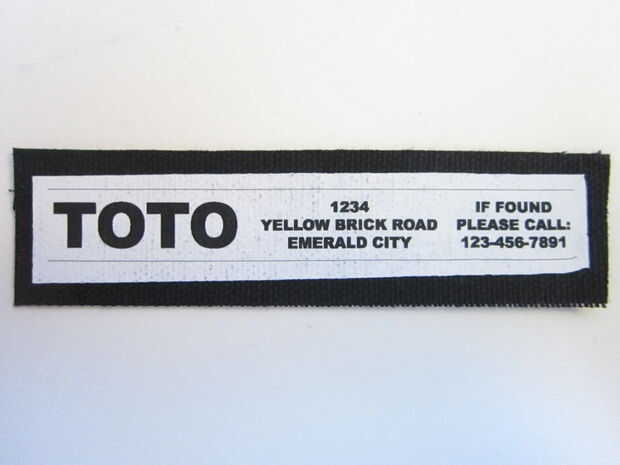 TOTO
1234
YELLOW BRICK ROAD
EMERALD CITY
IF FOUND
PLEASE CALL:
123-456-7891